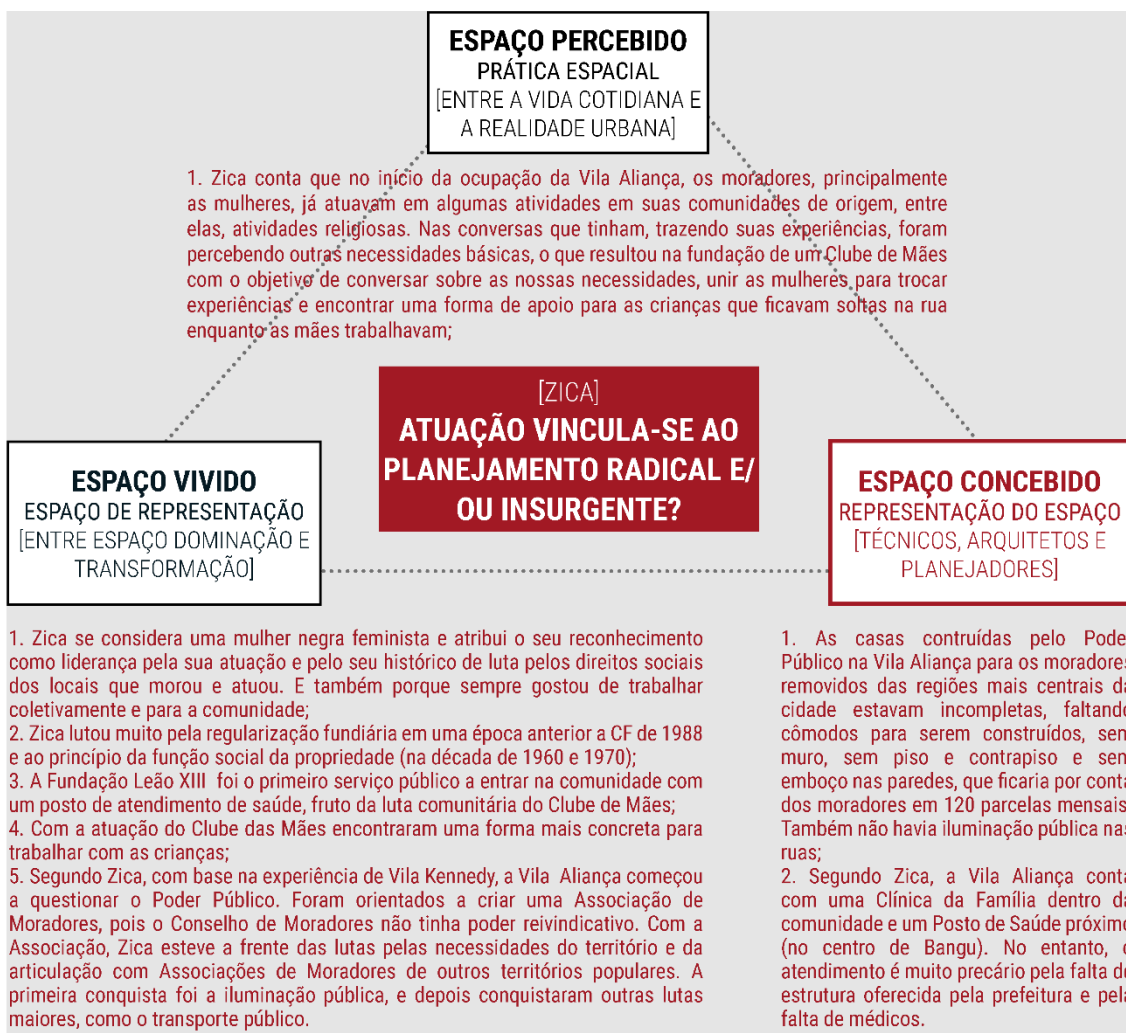 ESPAÇO PERCEBIDO
PRÁTICA ESPACIAL
[ENTRE A VIDA COTIDIANA E
A REALIDADE URBANA]
1. Zica conta que no início da ocupação da Vila Aliança, os moradores, principalmente
as mulheres, já atuavam em algumas atividades em suas comunidades de origem, entre
elas, atividades religiosas. Nas conversas que tinham, trazendo suas experiências, foram
percebendo outras necessidades básicas, o que resultou na fundação de um Clube de Mães
com o objetivo de conversar sobre as nossas necessidades, unir as mulheres para trocar
experiências e encontrar uma forma de apoio para as crianças que ficavam soltas na rua
enquanto as mães trabalhavam;
[ZICA]
ATUAÇÃO VINCULA-SE AO
PLANEJAMENTO RADICAL E/
OU INSURGENTE?
ESPAÇO VIVIDO
ESPAÇO DE REPRESENTAÇÃO
[ENTRE ESPAÇO DOMINAÇÃO E
TRANSFORMAÇÃO]
ESPAÇO CONCEBIDO
REPRESENTAÇÃO DO ESPAÇO
[TÉCNICOS, ARQUITETOS E
PLANEJADORES]
1. Zica se considera uma mulher negra feminista e atribui o seu reconhecimento
como liderança pela sua atuação e pelo seu histórico de luta pelos direitos sociais
dos locais que morou e atuou. E também porque sempre gostou de trabalhar
coletivamente e para a comunidade;
2. Zica lutou muito pela regularização fundiária em uma época anterior a CF de 1988
e ao princípio da função social da propriedade (na década de 1960 e 1970);
3. A Fundação Leão XIII foi o primeiro serviço público a entrar na comunidade com
um posto de atendimento de saúde, fruto da luta comunitária do Clube de Mães;
4. Com a atuação do Clube das Mães encontraram uma forma mais concreta para
trabalhar com as crianças;
5. Segundo Zica, com base na experiência de Vila Kennedy, a Vila Aliança começou
a questionar o Poder Público. Foram orientados a criar uma Associação de
Moradores, pois o Conselho de Moradores não tinha poder reivindicativo. Com a
Associação, Zica esteve a frente das lutas pelas necessidades do território e da
articulação com Associações de Moradores de outros territórios populares. A
primeira conquista foi a iluminação pública, e depois conquistaram outras lutas
maiores, como o transporte público.
1. As casas contruídas pelo Poder
Público na Vila Aliança para os moradores
removidos das regiões mais centrais da
cidade estavam incompletas, faltando
cômodos para serem construídos, sem
muro, sem piso e contrapiso e sem
emboço nas paredes, que ficaria por conta
dos moradores em 120 parcelas mensais.
Também não havia iluminação pública nas
ruas;
2. Segundo Zica, a Vila Aliança conta
com uma Clínica da Família dentro da
comunidade e um Posto de Saúde próximo
(no centro de Bangu). No entanto, o
atendimento é muito precário pela falta de
estrutura oferecida pela prefeitura e pela
falta de médicos.